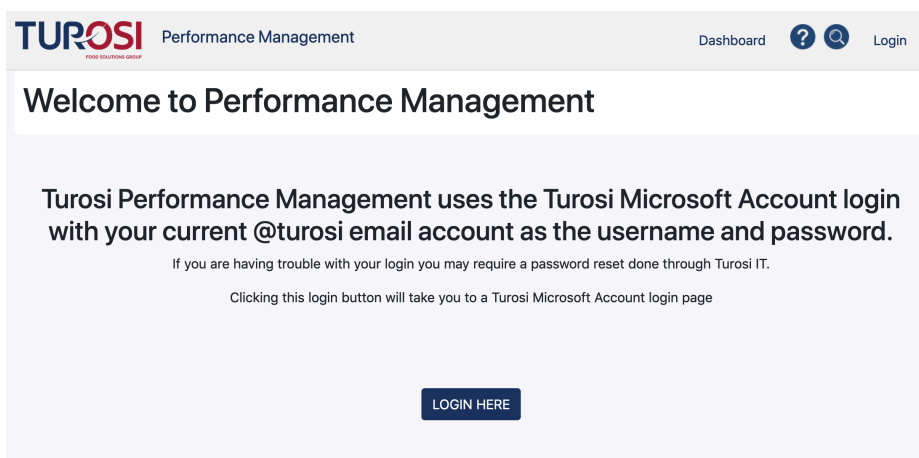 TUROSI
FOOD SOLUTIONS GROUP
Performance Management
Dashboard
?
Login
Welcome to Performance Management
Turosi Performance Management uses the Turosi Microsoft Account login
with your current @turosi email account as the username and password.
If you are having trouble with your login you may require a password reset done through Turosi IT.
Clicking this login button will take you to a Turosi Microsoft Account login page
LOGIN HERE